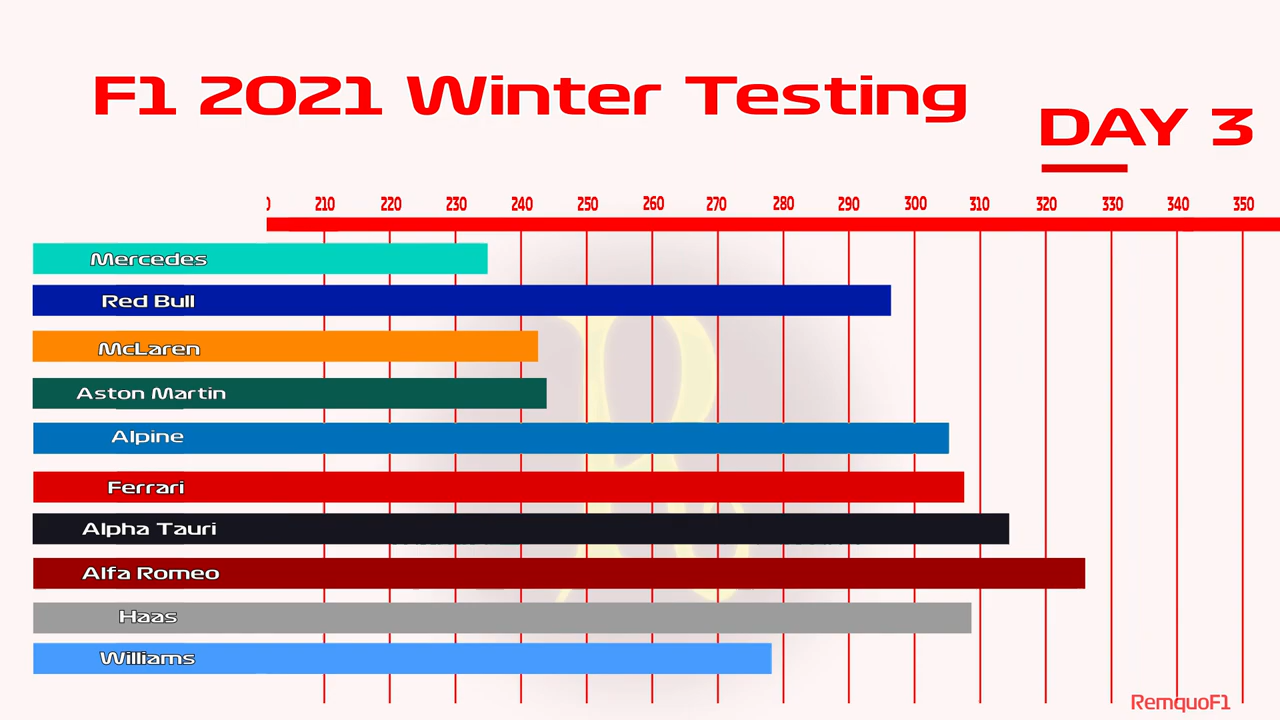 F1 2021 Winter Testing
DAY 3
210 220 230 240 250 260 270 280 290 300 310 320 330 340 350
Mercedes
Red Bull
McLaren
Aston Martin
Alpine
Ferrari
Alpha Tauri
Alfa Romeo
Haas
Williams
RemquoF1